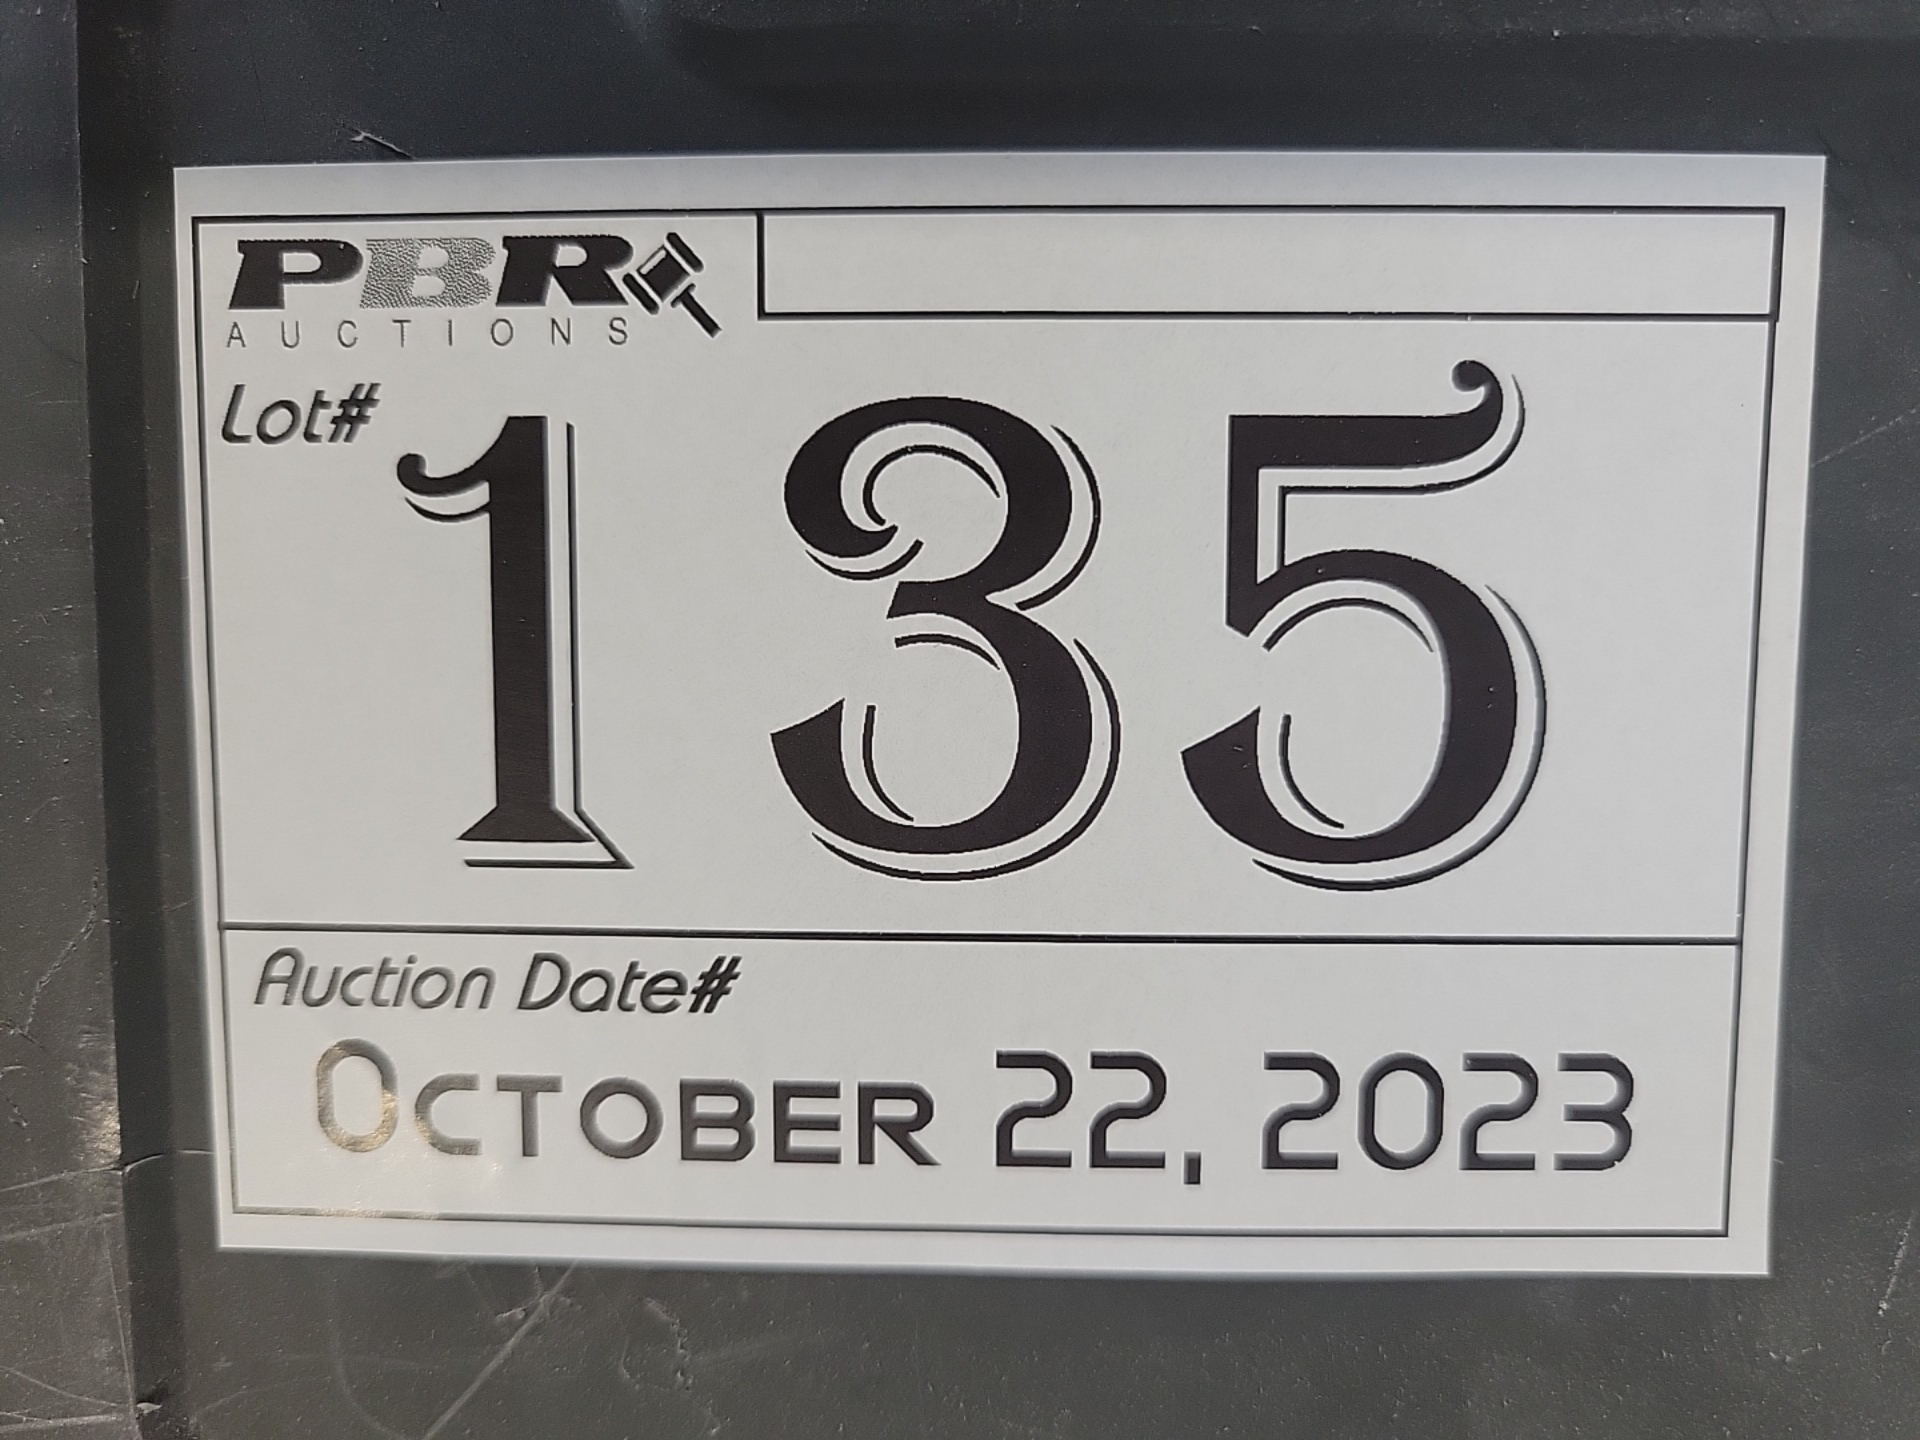 PBR
AUCTIONS
Lot#
135
Auction Date#
October 22, 2023